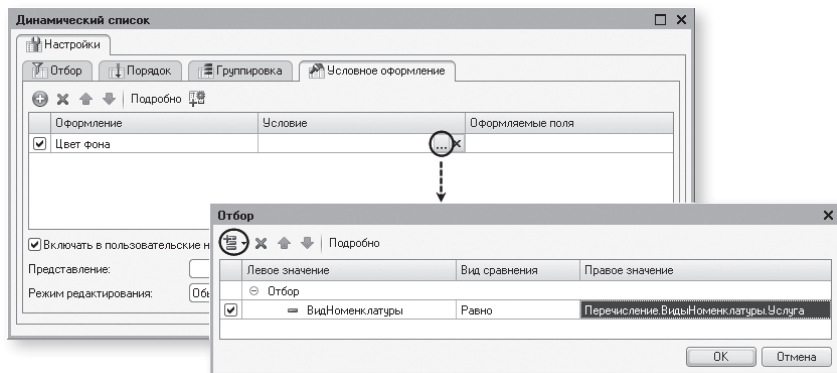 Динамический список
Настройки
Отбор Порядок Группировка Условное оформление
Подробно
Оформление Условие Оформляемые поля
Цвет фона ...
Включать в пользовательские
Представление:
Режим редактирования:
Отбор
Подробно
Левое значение Вид сравнения Правое значение
Отбор
ВидНоменклатуры Равно Перечисление.ВидыНоменклатуры.Услуга
OK Отмена